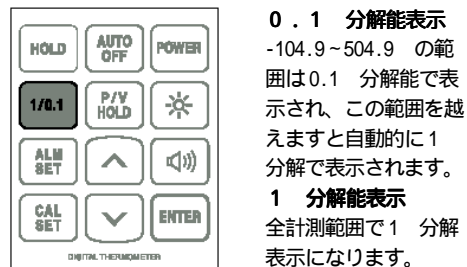 HOLD
AUTO OFF
POWER
1/0.1
P/V HOLD
ALM SET
CAL SET
ENTER
DIGITAL THERMOMETER
0．1　分解能表示
-104.9~504.9　の範
囲は0.1　分解能で表
示され、この範囲を越
えますと自動的に1
分解で表示されます。
1　分解能表示
全計測範囲で1　分解
表示になります。